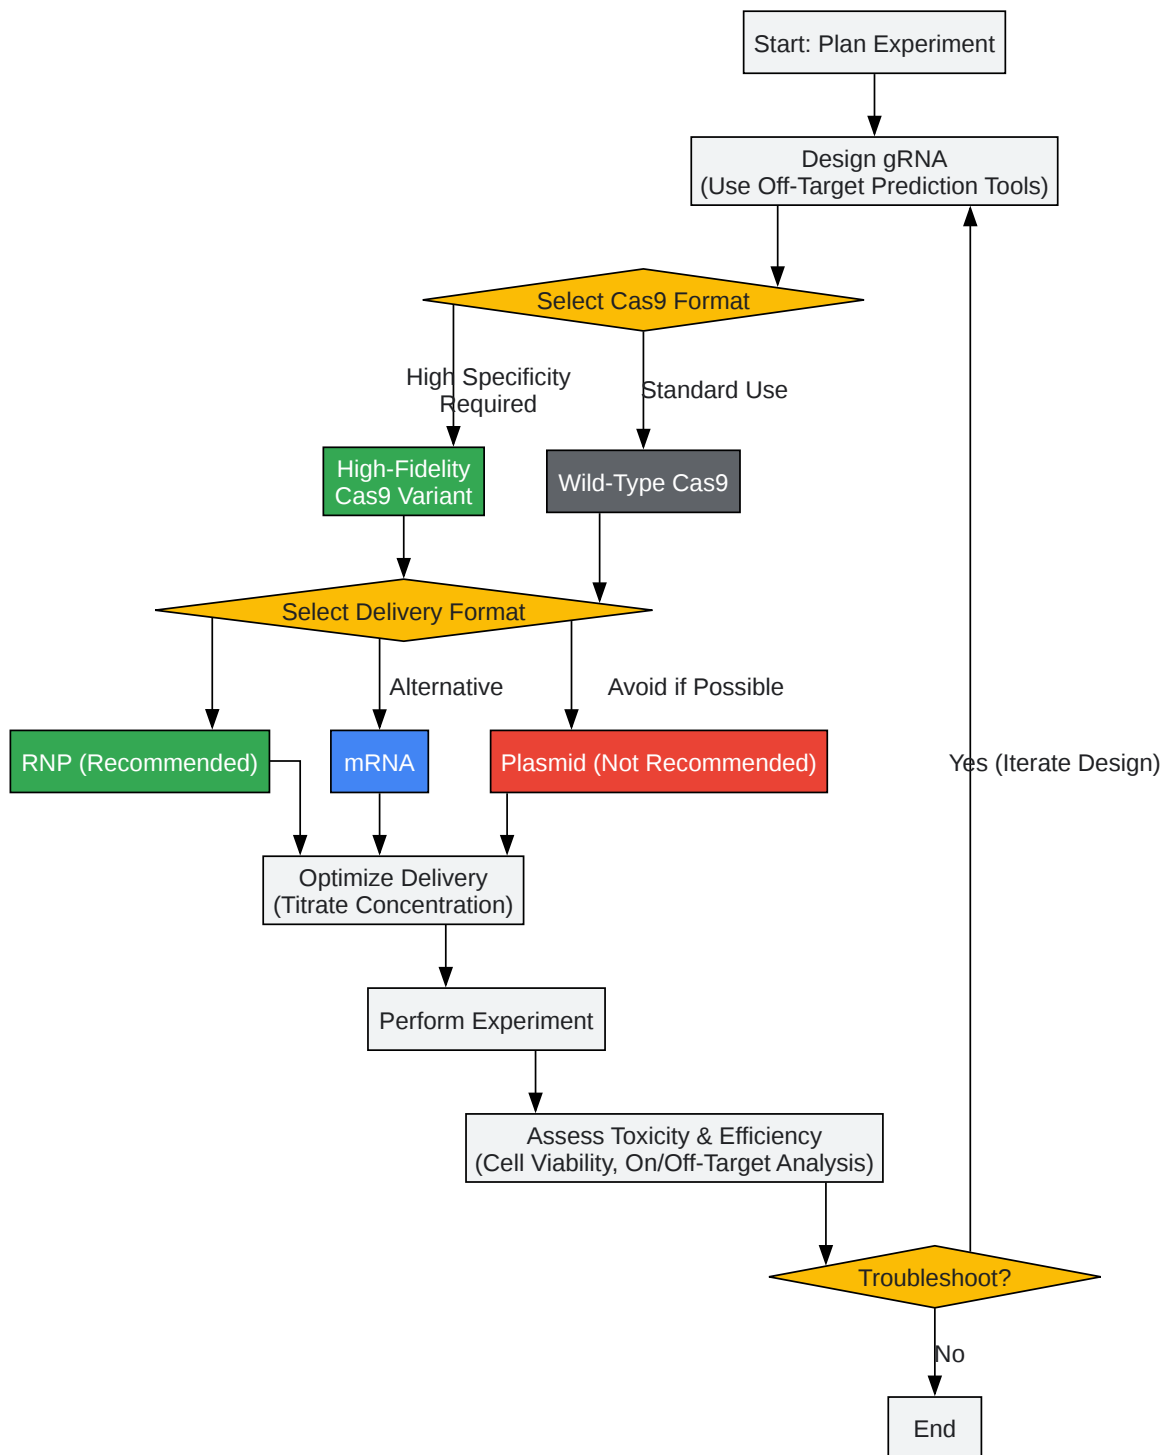 Start: Plan Experiment
Design gRNA
(Use Off-Target Prediction Tools)
Select Cas9 Format
High Specificity
Required
Standard Use
High-Fidelity
Cas9 Variant
Wild-Type Cas9
Select Delivery Format
Alternative
Avoid if Possible
RNP (Recommended)
mRNA
Plasmid (Not Recommended)
Yes (Iterate Design)
Optimize Delivery
(Titrate Concentration)
Perform Experiment
Assess Toxicity & Efficiency
(Cell Viability, On/Off-Target Analysis)
Troubleshoot?
No
End